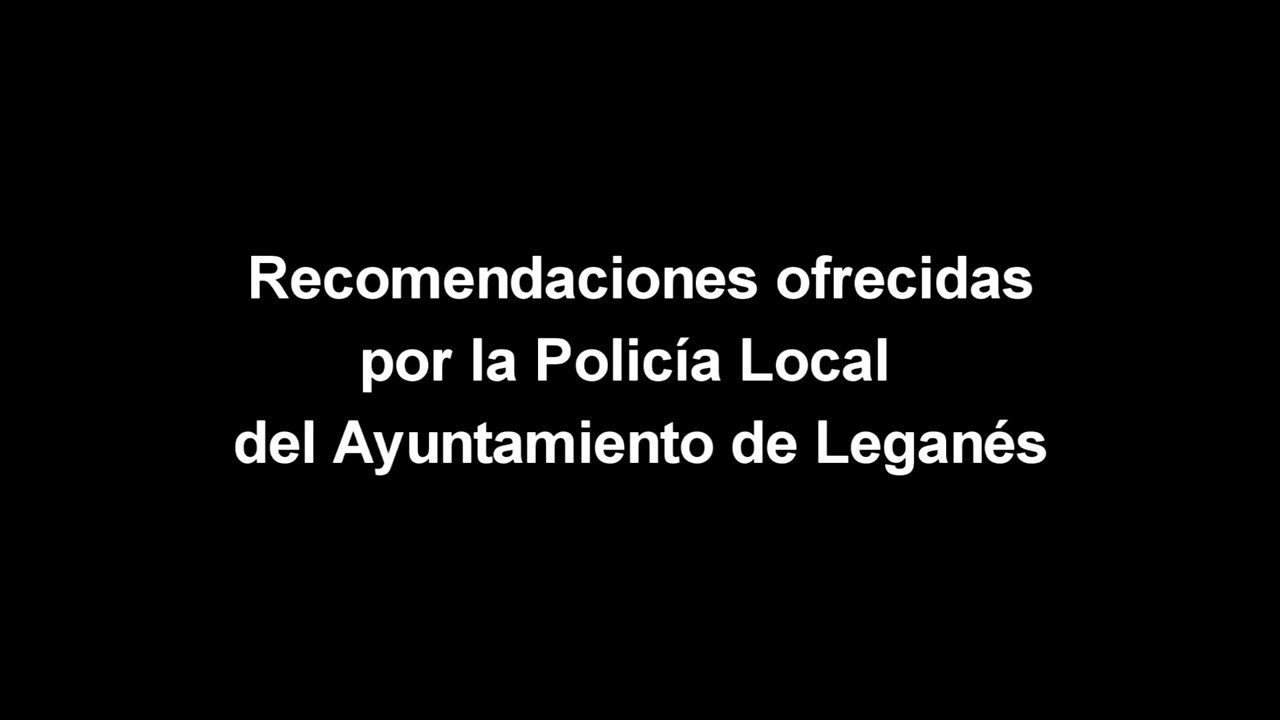 Recomendaciones ofrecidas
por la Policía Local
del Ayuntamiento de Leganés